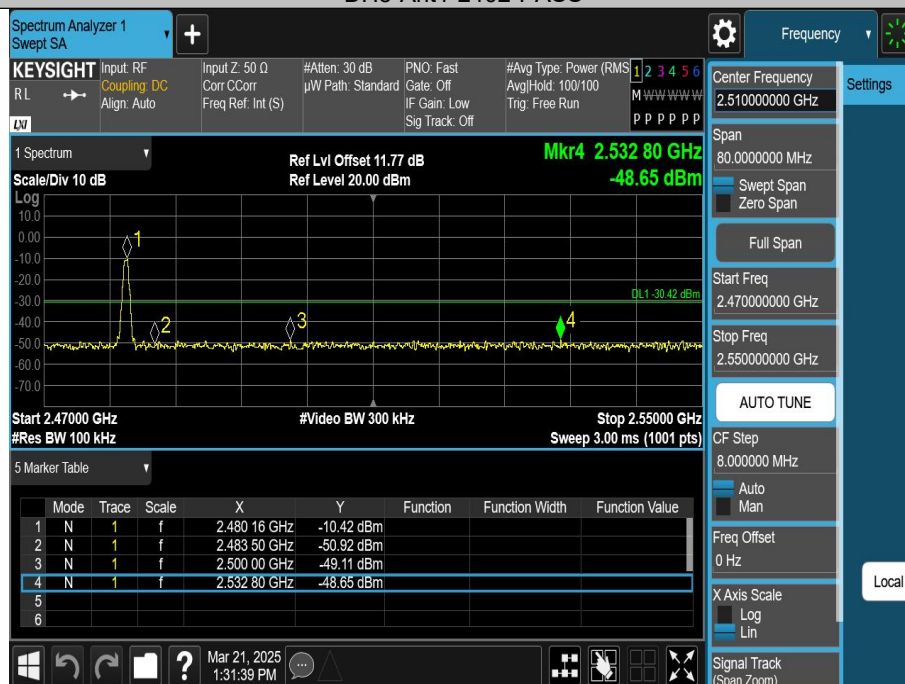 Spectrum Analyzer 1
Swept SA
+
Frequency
KEYSIGHT
RL
LXI
Input: RF
Coupling: DC
Align: Auto
Input Z: 50 Ω
Corr CCorr
Freq Ref: Int (S)
#Atten: 30 dB
µW Path: Standard
PNO: Fast
Gate: Off
IF Gain: Low
Sig Track: Off
#Avg Type: Power (RMS
Avg|Hold: 100/100
Trig: Free Run
1 2 3 4 5 6
M W W W W W
P P P P P P
1 Spectrum
Scale/Div 10 dB
Log
Ref Lvl Offset 11.77 dB
Ref Level 20.00 dBm
Mkr4 2.532 80 GHz
-48.65 dBm
10.0
0.00
-10.0
-20.0
-30.0
-40.0
-50.0
-60.0
-70.0
1
2
3
4
DL1 -30.42 dBm
Start 2.47000 GHz
#Video BW 300 kHz
Stop 2.55000 GHz
#Res BW 100 kHz
Sweep 3.00 ms (1001 pts)
5 Marker Table
Mode Trace Scale X Y Function Function Width Function Value
1 N 1 f 2.480 16 GHz -10.42 dBm
2 N 1 f 2.483 50 GHz -50.92 dBm
3 N 1 f 2.500 00 GHz -49.11 dBm
4 N 1 f 2.532 80 GHz -48.65 dBm
5
6
?
Mar 21, 2025
1:31:39 PM
Center Frequency
2.510000000 GHz
Settings
Span
80.0000000 MHz
Swept Span
Zero Span
Full Span
Start Freq
2.470000000 GHz
Stop Freq
2.550000000 GHz
AUTO TUNE
CF Step
8.000000 MHz
Auto
Man
Freq Offset
0 Hz
Local
X Axis Scale
Log
Lin
Signal Track
(Span Zoom)